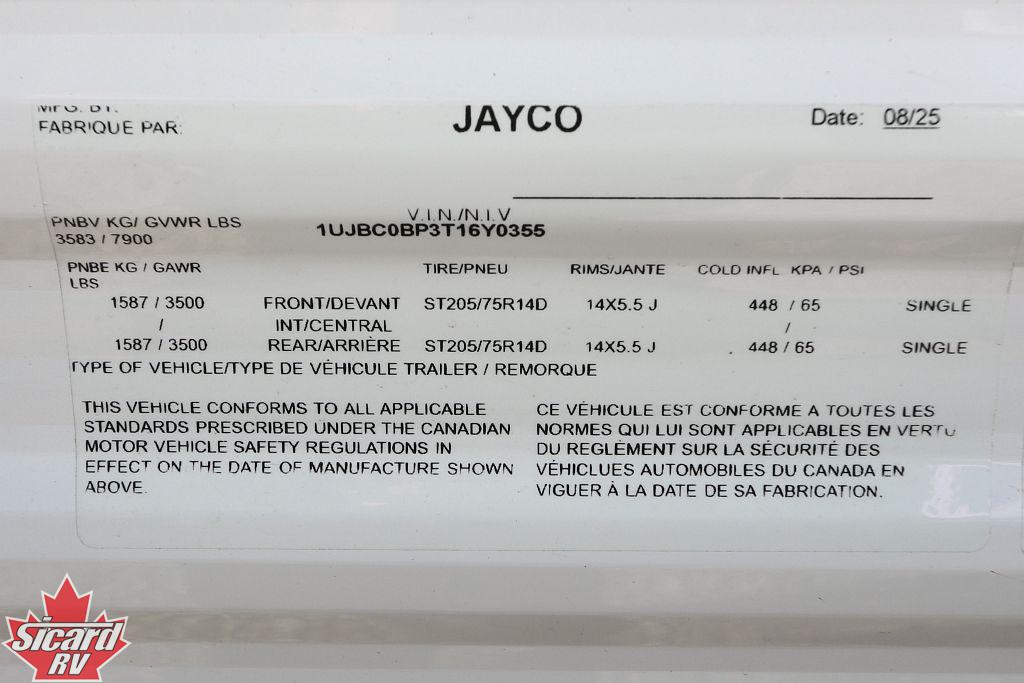 MFG. BY:
FABRIQUE PAR:
JAYCO
Date: 08/25
PNBV KG/ GVWR LBS
3583 / 7900
V.I.N./N.I.V
1UJBC0BP3T16Y0355
PNBE KG / GAWR LBS TIRE/PNEU RIMS/JANTE COLD INFL KPA / PSI
1587 / 3500 FRONT/DEVANT ST205/75R14D 14X5.5 J 448 / 65 SINGLE
/ INT/CENTRAL /
1587 / 3500 REAR/ARRIÈRE ST205/75R14D 14X5.5 J 448 / 65 SINGLE
TYPE OF VEHICLE/TYPE DE VÉHICULE TRAILER / REMORQUE
THIS VEHICLE CONFORMS TO ALL APPLICABLE
STANDARDS PRESCRIBED UNDER THE CANADIAN
MOTOR VEHICLE SAFETY REGULATIONS IN
EFFECT ON THE DATE OF MANUFACTURE SHOWN
ABOVE.
CE VÉHICULE EST CONFORME A TOUTES LES
NORMES QUI LUI SONT APPLICABLES EN VERTU
DU REGLÈMENT SUR LA SÉCURITÉ DES
VÉHICLUES AUTOMOBILES DU CANADA EN
VIGUER À LA DATE DE SA FABRICATION.
Sicard
RV